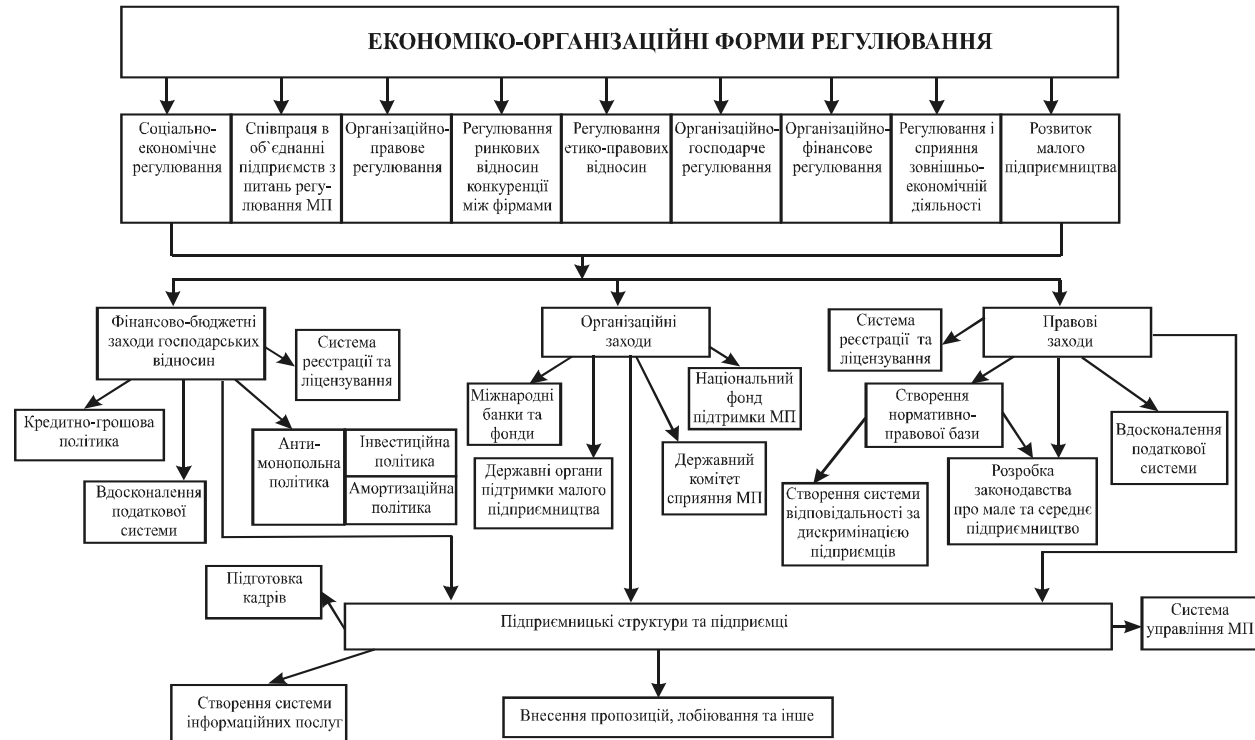 ЕКОНОМІКО-ОРГАНІЗАЦІЙНІ ФОРМИ РЕГУЛЮВАННЯ
Соціально-
економічне
регулювання
Співпраця в
об`єднанні
підприємств з
питань регу-
лювання МП
Організаційно-
правове
регулювання
Регулювання
ринкових
відносин
конкуренції
між фірмами
Регулювання
етико-правових
відносин
Організаційно-
господарче
регулювання
Організаційно-
фінансове
регулювання
Регулювання і
сприяння
зовнішньо-
економічній
діяльності
Розвиток
малого
підприємництва
Фінансово-бюджетні
заходи господарських
відносин
Система
реєстрації та
ліцензування
Кредитно-грошова
політика
Вдосконалення
податкової
системи
Анти-
монопольна
політика
Інвестиційна
політика
Амортизаційна
політика
Організаційні
заходи
Міжнародні
банки та
фонди
Державні органи
підтримки малого
підприємництва
Національний
фонд
підтримки МП
Державний
комітет
сприяння МП
Правові
заходи
Система
реєстрації та
ліцензування
Створення
нормативно-
правової бази
Створення системи
відповідальності за
дискримінацією
підприємців
Розробка
законодавства
про мале та середнє
підприємництво
Вдосконалення
податкової
системи
Підготовка
кадрів
Підприємницькі структури та підприємці
Система
управління МП
Створення системи
інформаційних послуг
Внесення пропозицій, лобіювання та інше